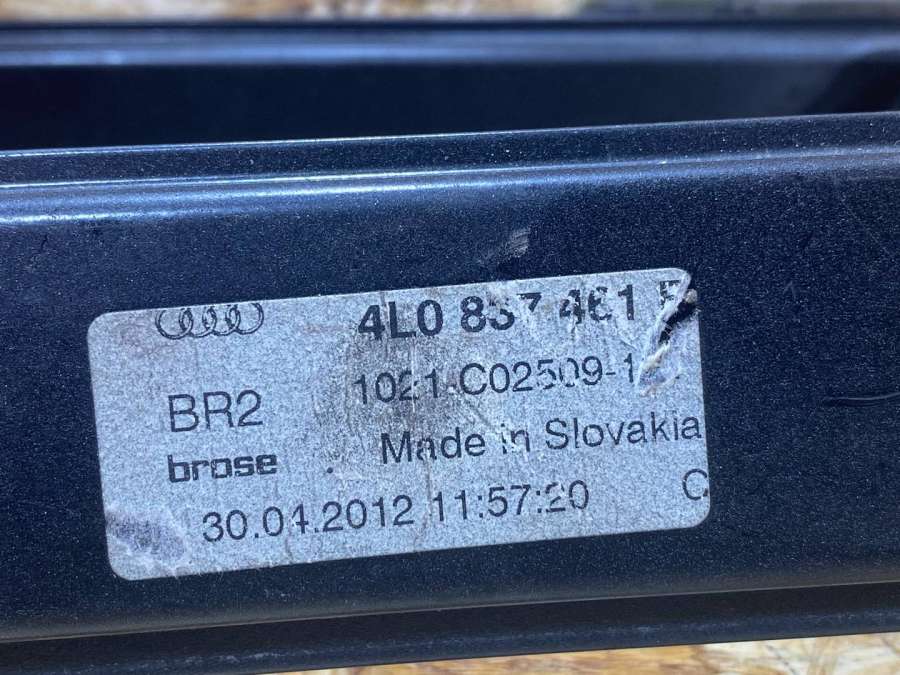 4L0 837 461
BR2
1021-C02509-1
brose
Made in Slovakia
30.04.2012 11:57:20
C